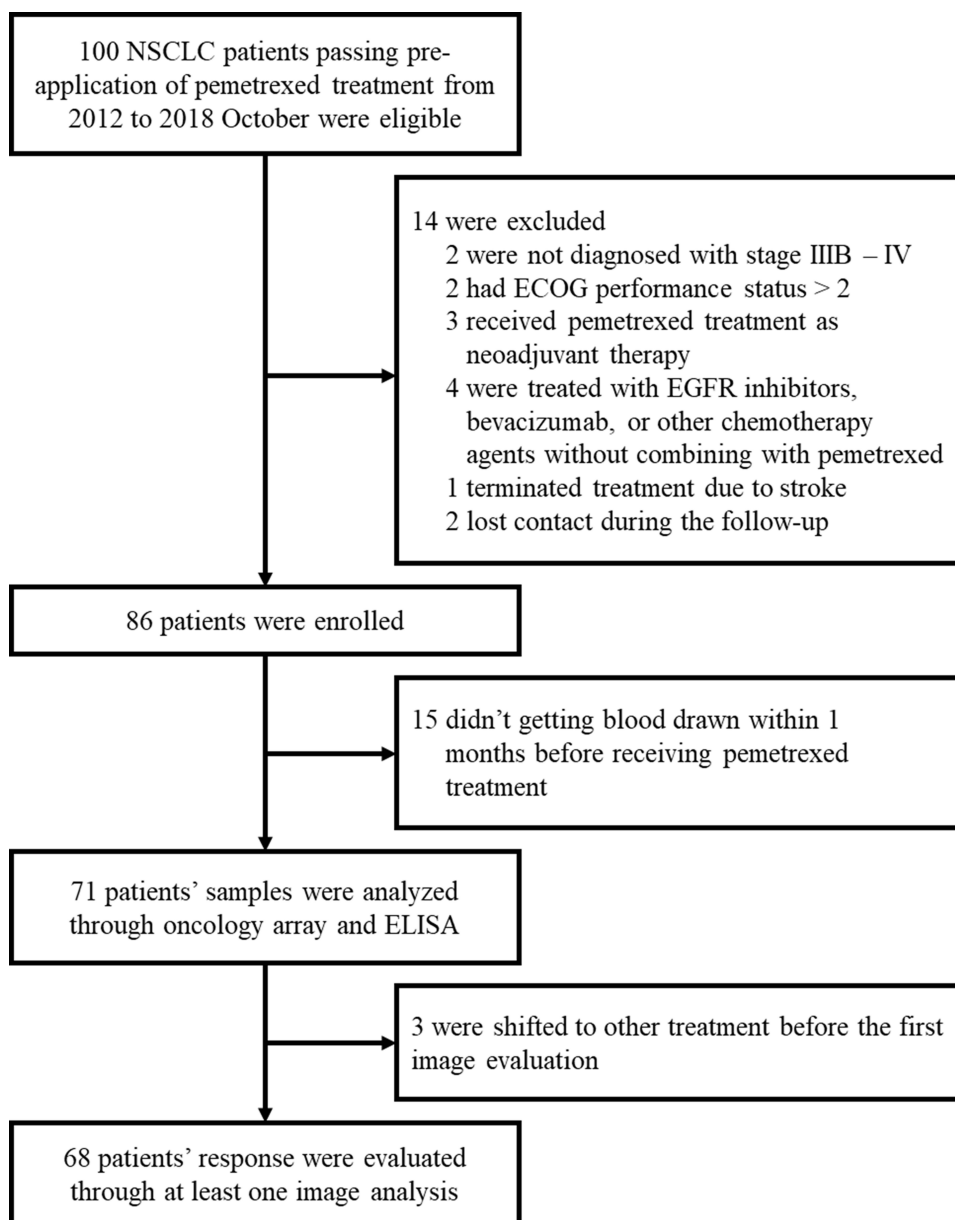 100 NSCLC patients passing pre-
application of pemetrexed treatment from
2012 to 2018 October were eligible
14 were excluded
2 were not diagnosed with stage IIIB – IV
2 had ECOG performance status > 2
3 received pemetrexed treatment as
neoadjuvant therapy
4 were treated with EGFR inhibitors,
bevacizumab, or other chemotherapy
agents without combining with pemetrexed
1 terminated treatment due to stroke
2 lost contact during the follow-up
86 patients were enrolled
15 didn’t getting blood drawn within 1
months before receiving pemetrexed
treatment
71 patients’ samples were analyzed
through oncology array and ELISA
3 were shifted to other treatment before the first
image evaluation
68 patients’ response were evaluated
through at least one image analysis